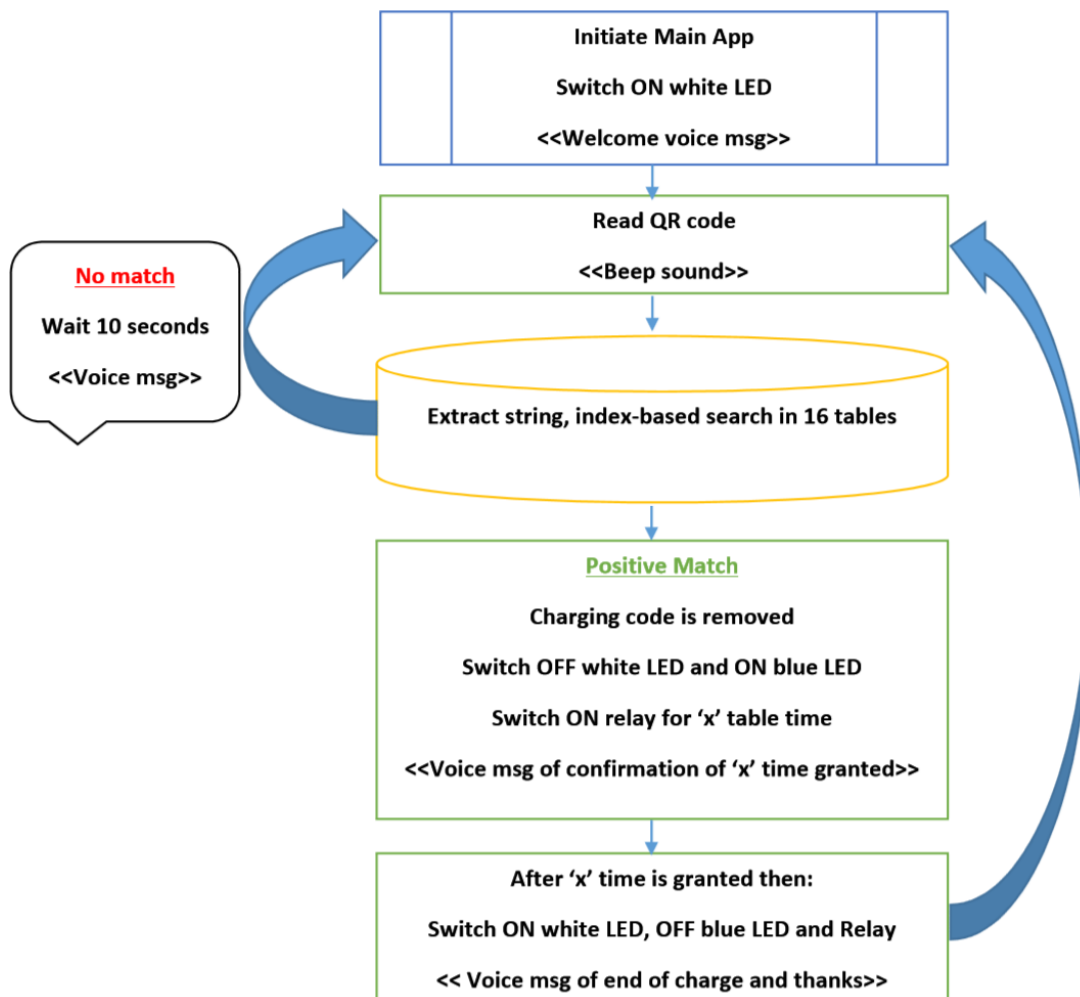 Initiate Main App
Switch ON white LED
<<Welcome voice msg>>
Read QR code
<<Beep sound>>
No match
Wait 10 seconds
<<Voice msg>>
Extract string, index-based search in 16 tables
Positive Match
Charging code is removed
Switch OFF white LED and ON blue LED
Switch ON relay for ‘x’ table time
<<Voice msg of confirmation of ‘x’ time granted>>
After ‘x’ time is granted then:
Switch ON white LED, OFF blue LED and Relay
<< Voice msg of end of charge and thanks>>